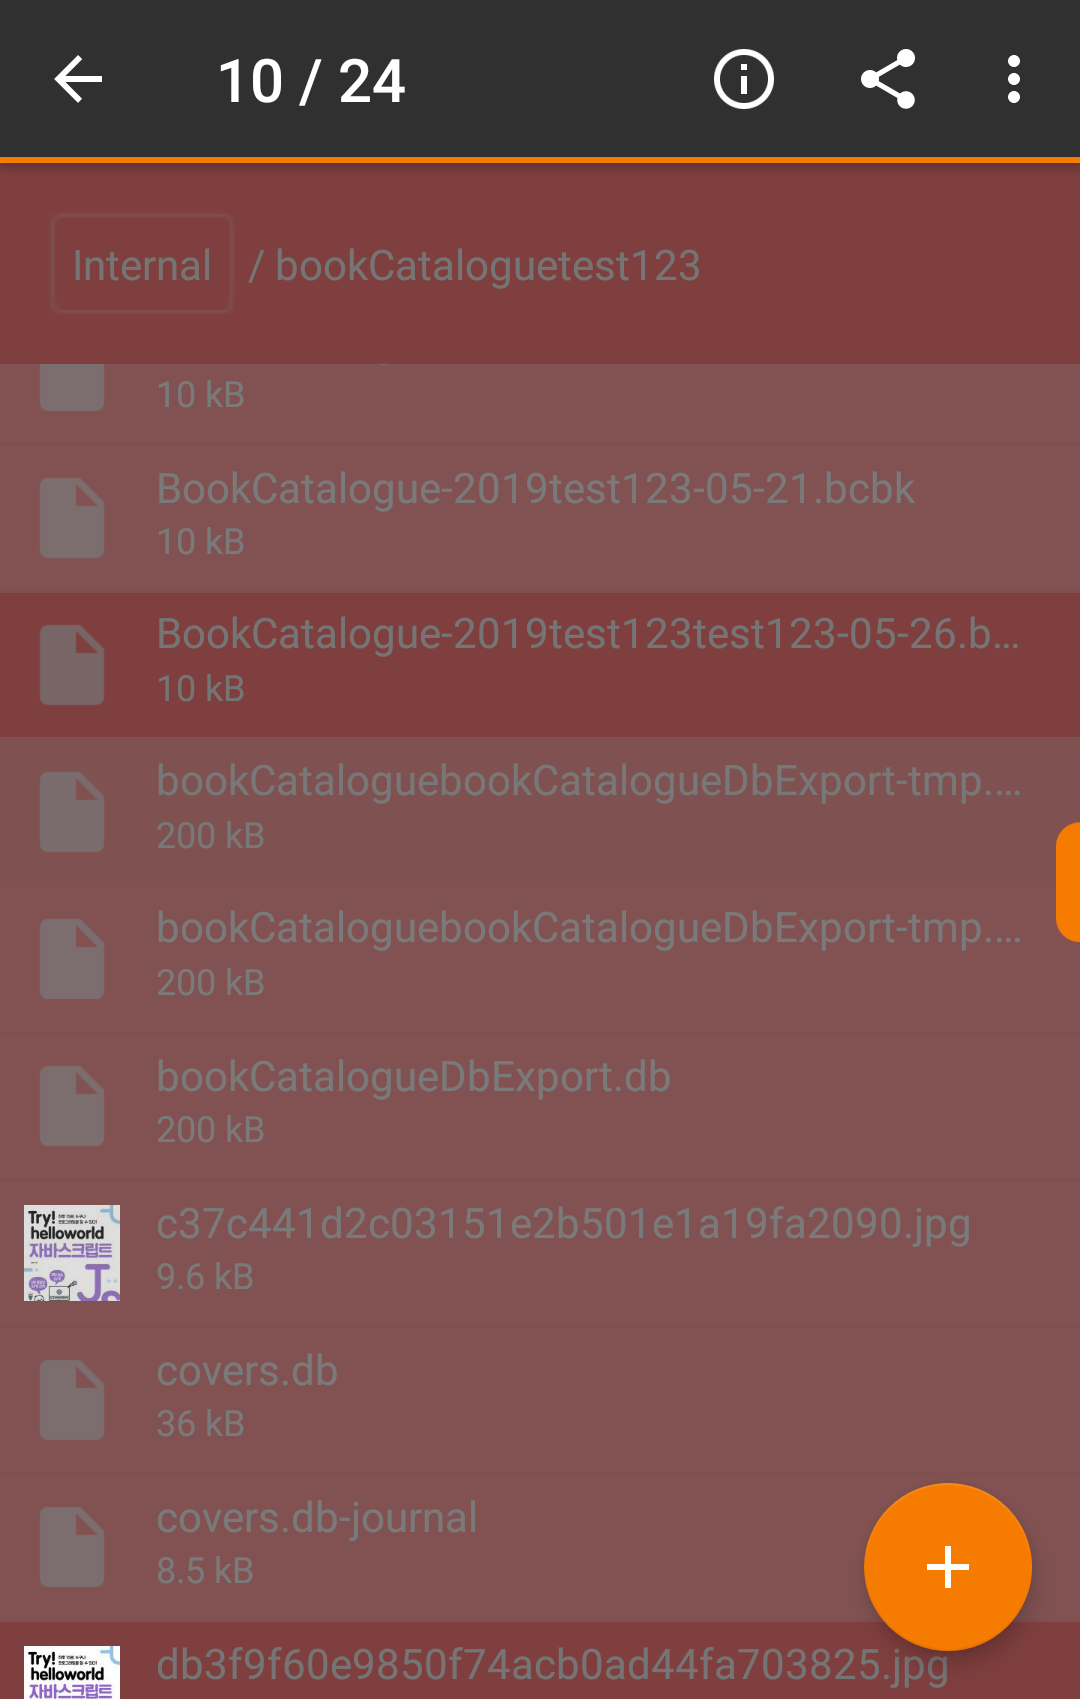 10 / 24
Internal / bookCataloguetest123
10 kB
BookCatalogue-2019test123-05-21.bcbk
10 kB
BookCatalogue-2019test123test123-05-26.b…
10 kB
bookCataloguebookCatalogueDbExport-tmp.…
200 kB
bookCataloguebookCatalogueDbExport-tmp.…
200 kB
bookCatalogueDbExport.db
200 kB
Try!
helloworld
자바스크립트
c37c441d2c03151e2b501e1a19fa2090.jpg
9.6 kB
covers.db
36 kB
covers.db-journal
8.5 kB
Try!
helloworld
자바스크립트
db3f9f60e9850f74acb0ad44fa703825.jpg